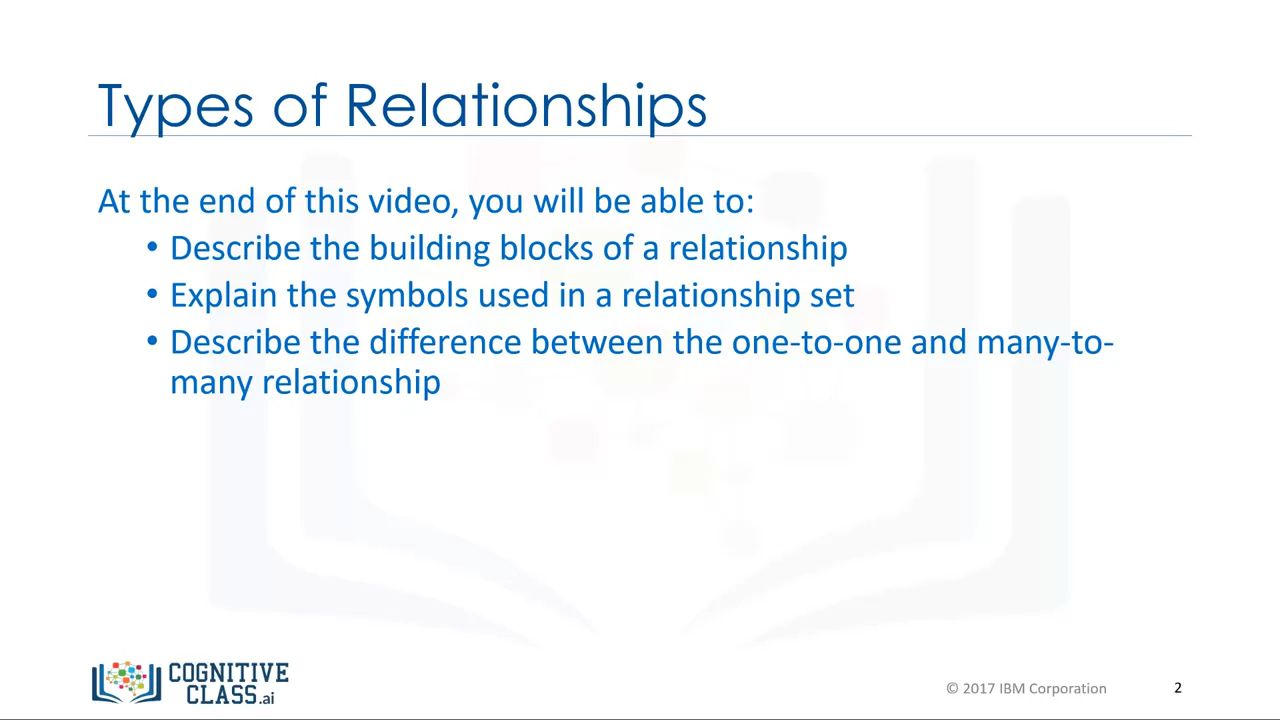 Types of Relationships
At the end of this video, you will be able to:
• Describe the building blocks of a relationship
• Explain the symbols used in a relationship set
• Describe the difference between the one-to-one and many-to-
many relationship
COGNITIVE
CLASS.ai
© 2017 IBM Corporation
2